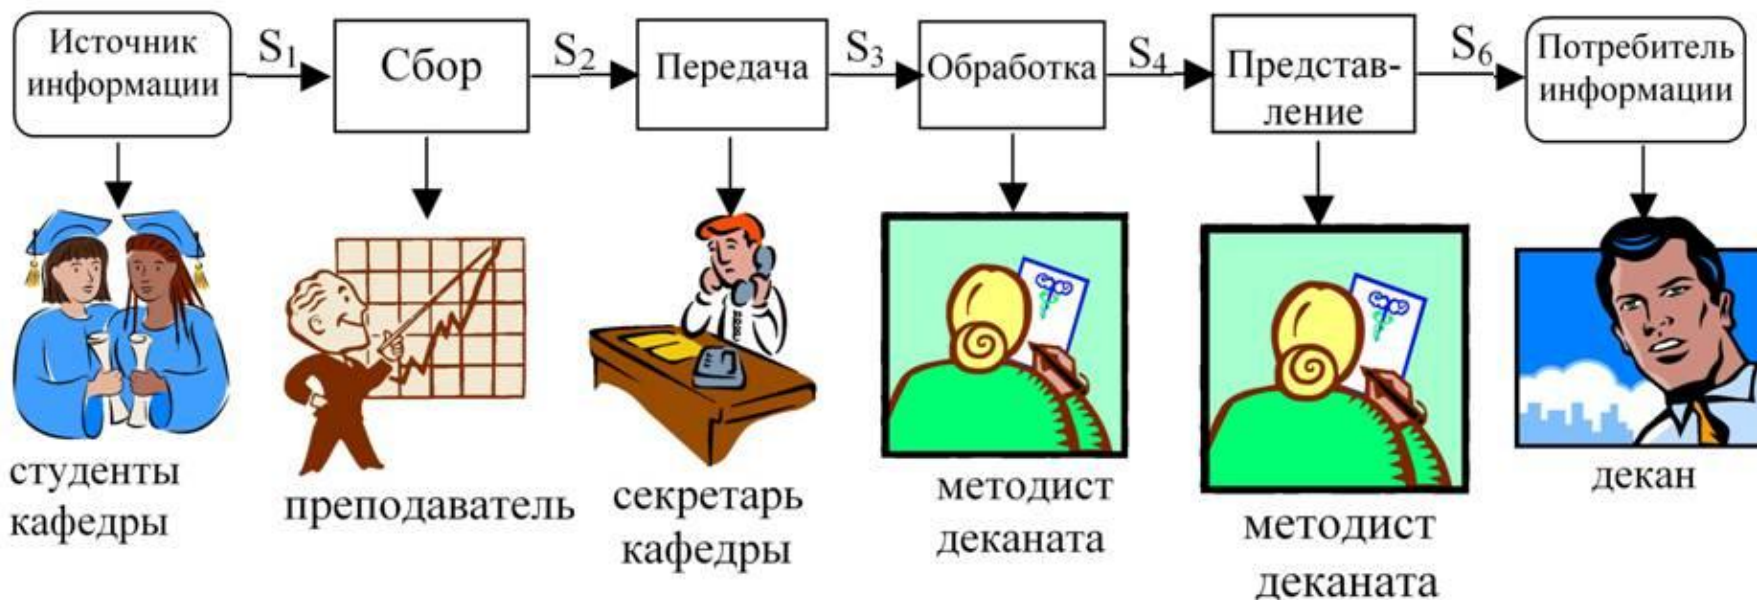 Источник
информации
S1
Сбор
S2
Передача
S3
Обработка
S4
Представ-
ление
S6
Потребитель
информации
студенты
кафедры
преподаватель
секретарь
кафедры
методист
деканата
методист
деканата
декан